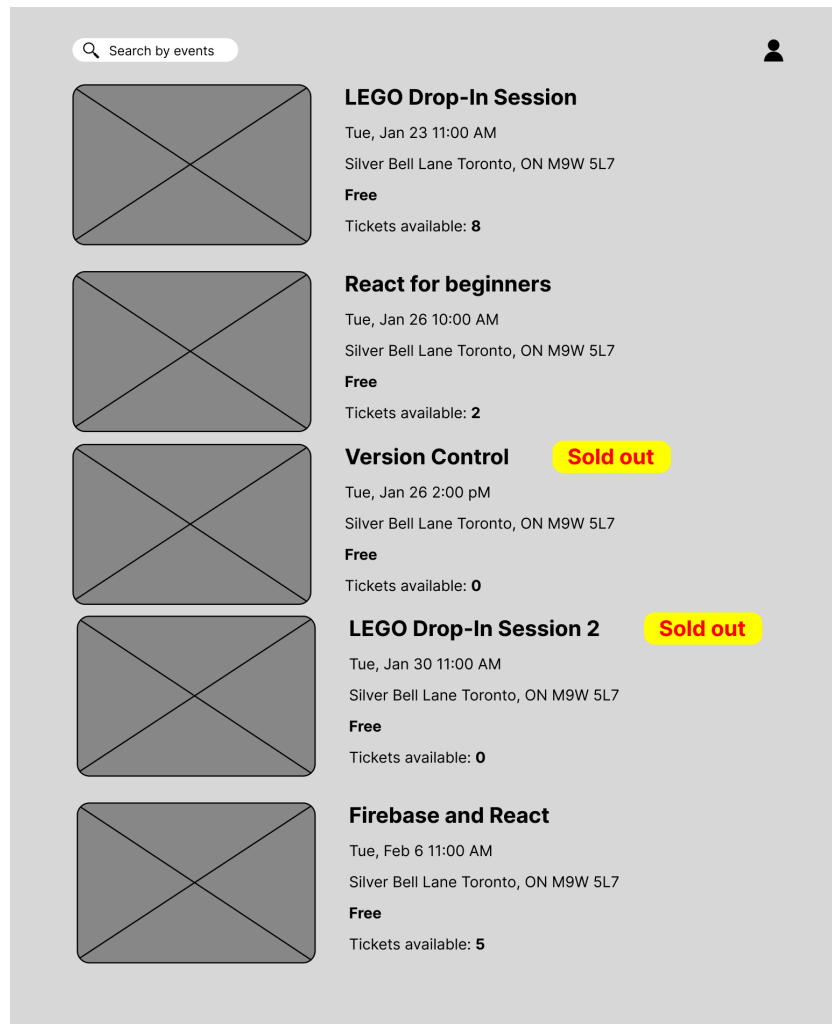 Search by events
LEGO Drop-In Session
Tue, Jan 23 11:00 AM
Silver Bell Lane Toronto, ON M9W 5L7
Free
Tickets available: 8
React for beginners
Tue, Jan 26 10:00 AM
Silver Bell Lane Toronto, ON M9W 5L7
Free
Tickets available: 2
Version Control Sold out
Tue, Jan 26 2:00 pM
Silver Bell Lane Toronto, ON M9W 5L7
Free
Tickets available: 0
LEGO Drop-In Session 2 Sold out
Tue, Jan 30 11:00 AM
Silver Bell Lane Toronto, ON M9W 5L7
Free
Tickets available: 0
Firebase and React
Tue, Feb 6 11:00 AM
Silver Bell Lane Toronto, ON M9W 5L7
Free
Tickets available: 5